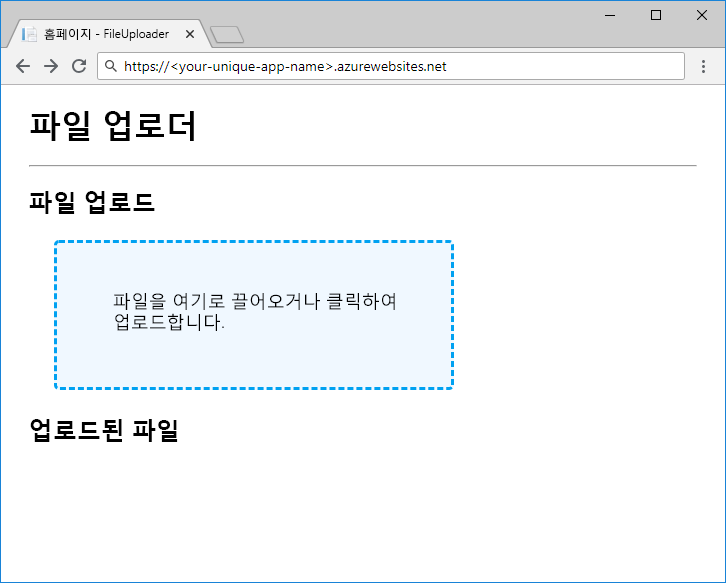 홈페이지 - FileUploader
https://<your-unique-app-name>.azurewebsites.net
파일 업로더
파일 업로드
파일을 여기로 끌어오거나 클릭하여
업로드합니다.
업로드된 파일